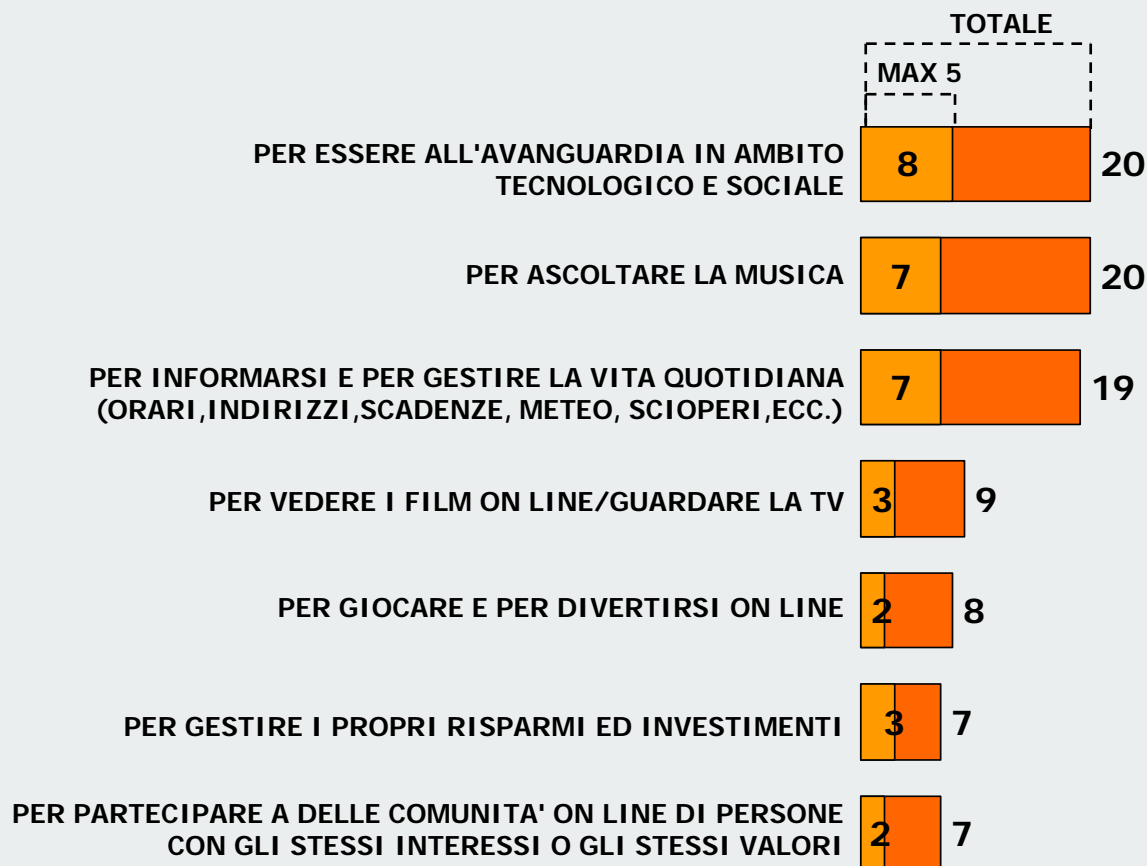 TOTALE
MAX 5
PER ESSERE ALL'AVANGUARDIA IN AMBITO
TECNOLOGICO E SOCIALE
8
20
PER ASCOLTARE LA MUSICA
7
20
PER INFORMARSI E PER GESTIRE LA VITA QUOTIDIANA
(ORARI,INDIRIZZI,SCADENZE, METEO, SCIOPERI,ECC.)
7
19
PER VEDERE I FILM ON LINE/GUARDARE LA TV
3
9
PER GIOCARE E PER DIVERTIRSI ON LINE
2
8
PER GESTIRE I PROPRI RISPARMI ED INVESTIMENTI
3
7
PER PARTECIPARE A DELLE COMUNITA' ON LINE DI PERSONE
CON GLI STESSI INTERESSI O GLI STESSI VALORI
2
7